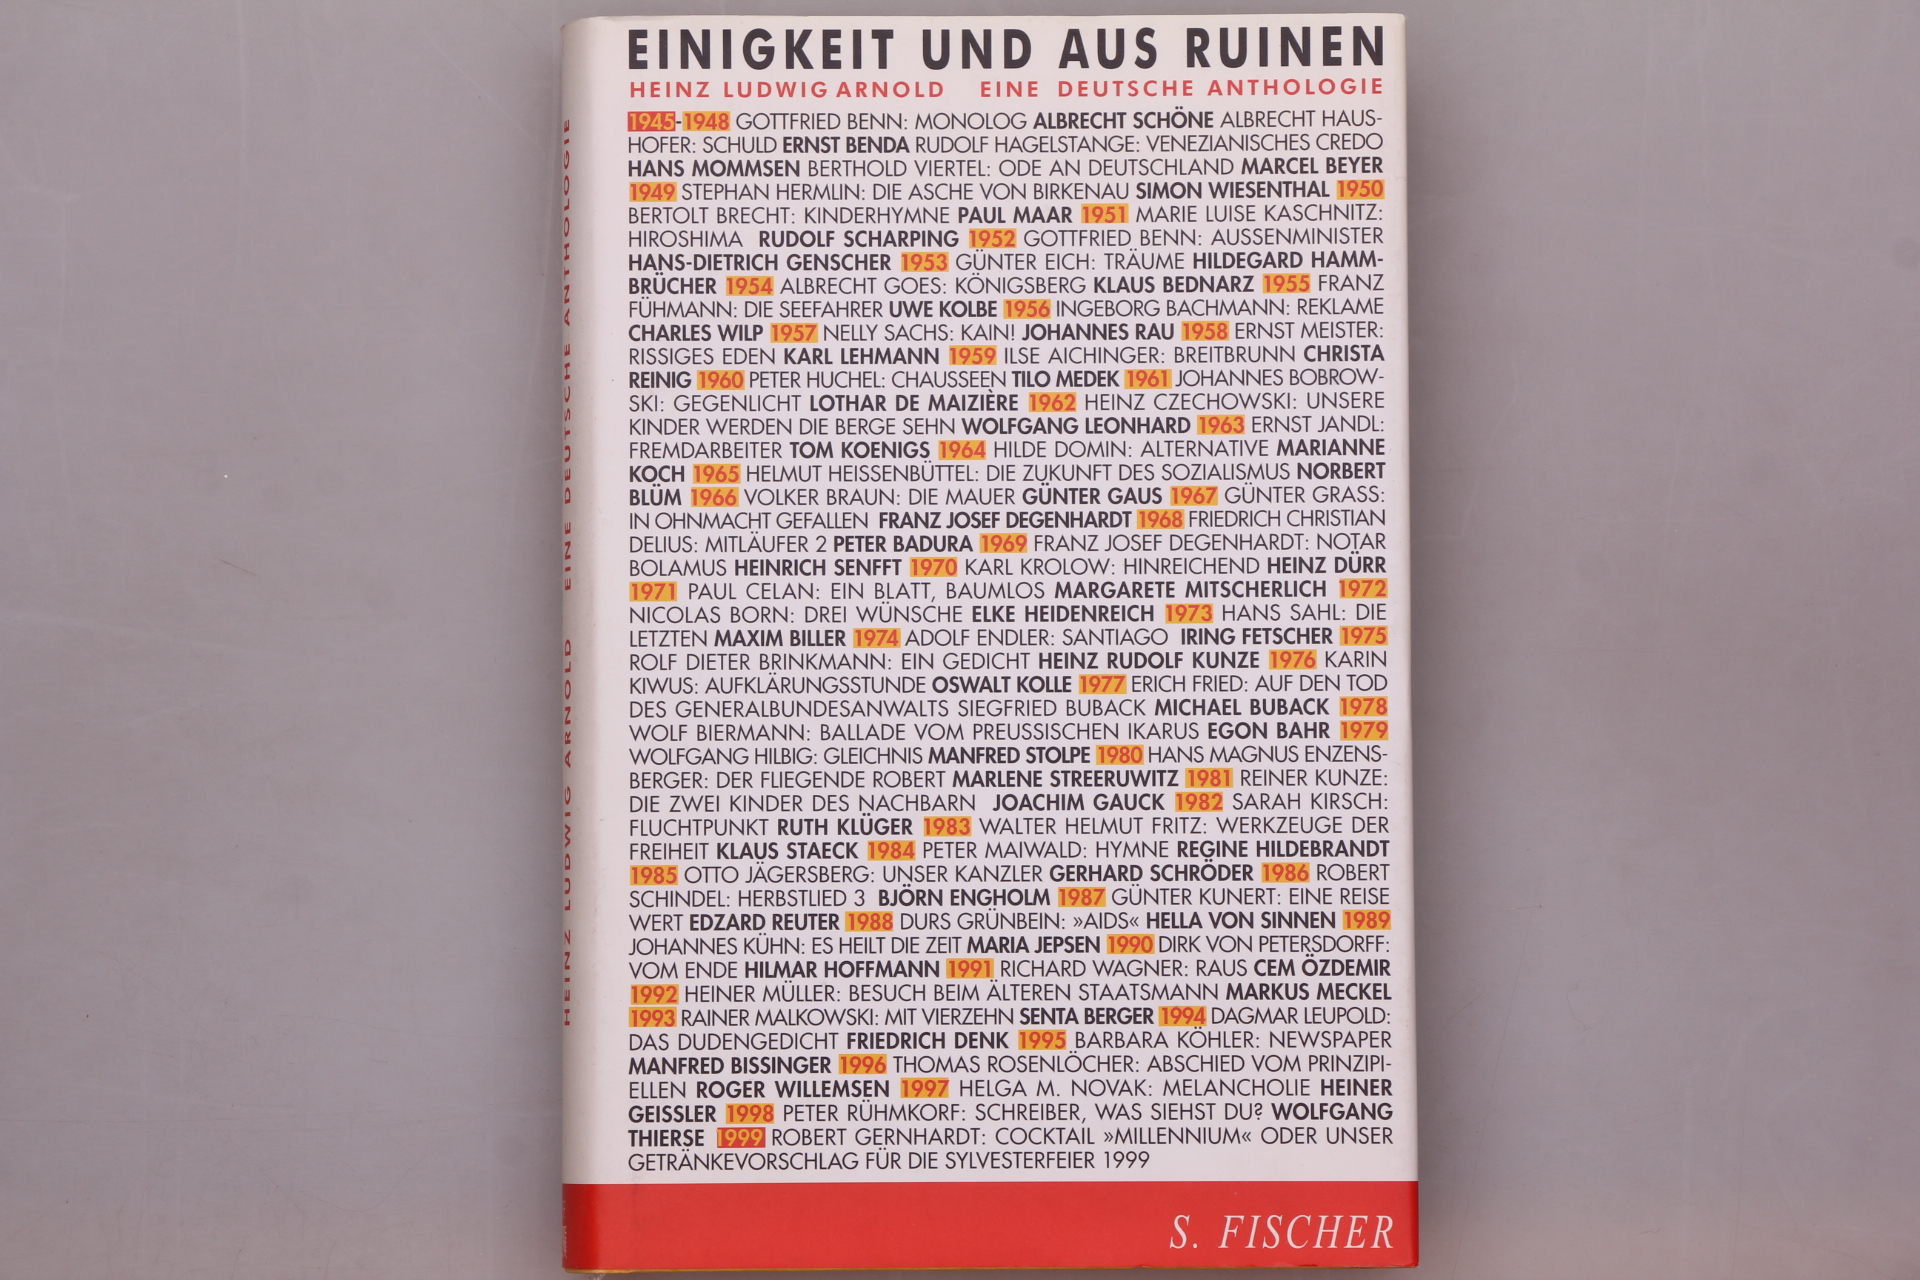 EINIGKEIT UND AUS RUINEN
HEINZ LUDWIG ARNOLD EINE DEUTSCHE ANTHOLOGIE
1945-1948 GOTTFRIED BENN: MONOLOG ALBRECHT SCHÖNE ALBRECHT HAUS-
HOFER: SCHULD ERNST BENDA RUDOLF HAGELSTANGE: VENEZIANISCHES CREDO
HANS MOMMSEN BERTHOLD VIERTEL: ODE AN DEUTSCHLAND MARCEL BEYER
1949 STEPHAN HERMLIN: DIE ASCHE VON BIRKENAU SIMON WIESENTHAL 1950
BERTOLT BRECHT: KINDERHYMNE PAUL MAAR 1951 MARIE LUISE KASCHNITZ:
HIROSHIMA RUDOLF SCHARPING 1952 GOTTFRIED BENN: AUSSENMINISTER
HANS-DIETRICH GENSCHER 1953 GÜNTER EICH: TRÄUME HILDEGARD HAMM-
BRÜCHER 1954 ALBRECHT GOES: KÖNIGSBERG KLAUS BEDNARZ 1955 FRANZ
FÜHMANN: DIE SEEFAHRER UWE KOLBE 1956 INGEBORG BACHMANN: REKLAME
CHARLES WILP 1957 NELLY SACHS: KAIN! JOHANNES RAU 1958 ERNST MEISTER:
RISSIGES EDEN KARL LEHMANN 1959 ILSE AICHINGER: BREITBRUNN CHRISTA
REINIG 1960 PETER HUCHEL: CHAUSSEEN TILO MEDEK 1961 JOHANNES BOBROW-
SKI: GEGENLICHT LOTHAR DE MAIZIÈRE 1962 HEINZ CZECHOWSKI: UNSERE
KINDER WERDEN DIE BERGE SEHN WOLFGANG LEONHARD 1963 ERNST JANDL:
FREMDARBEITER TOM KOENIGS 1964 HILDE DOMIN: ALTERNATIVE MARIANNE
KOCH 1965 HELMUT HEISSENBÜTTEL: DIE ZUKUNFT DES SOZIALISMUS NORBERT
BLÜM 1966 VOLKER BRAUN: DIE MAUER GÜNTER GAUS 1967 GÜNTER GRASS:
IN OHNMACHT GEFALLEN FRANZ JOSEF DEGENHARDT 1968 FRIEDRICH CHRISTIAN
DELIUS: MITLÄUFER 2 PETER BADURA 1969 FRANZ JOSEF DEGENHARDT: NOTAR
BOLAMUS HEINRICH SENFFT 1970 KARL KROLOW: HINREICHEND HEINZ DÜRR
1971 PAUL CELAN: EIN BLATT, BAUMLOS MARGARETE MITSCHERLICH 1972
NICOLAS BORN: DREI WÜNSCHE ELKE HEIDENREICH 1973 HANS SAHL: DIE
LETZTEN MAXIM BILLER 1974 ADOLF ENDLER: SANTIAGO IRING FETSCHER 1975
ROLF DIETER BRINKMANN: EIN GEDICHT HEINZ RUDOLF KUNZE 1976 KARIN
KIWUS: AUFKLÄRUNGSSTUNDE OSWALT KOLLE 1977 ERICH FRIED: AUF DEN TOD
DES GENERALBUNDESANWALTS SIEGFRIED BUBACK MICHAEL BUBACK 1978
WOLF BIERMANN: BALLADE VOM PREUSSISCHEN IKARUS EGON BAHR 1979
WOLFGANG HILBIG: GLEICHNIS MANFRED STOLPE 1980 HANS MAGNUS ENZENS-
BERGER: DER FLIEGENDE ROBERT MARLENE STREERUWITZ 1981 REINER KUNZE:
DIE ZWEI KINDER DES NACHBARN JOACHIM GAUCK 1982 SARAH KIRSCH:
FLUCHTPUNKT RUTH KLÜGER 1983 WALTER HELMUT FRITZ: WERKZEUGE DER
FREIHEIT KLAUS STAECK 1984 PETER MAIWALD: HYMNE REGINE HILDEBRANDT
1985 OTTO JÄGERSBERG: UNSER KANZLER GERHARD SCHRÖDER 1986 ROBERT
SCHINDEL: HERBSTLIED 3 BJÖRN ENGHOLM 1987 GÜNTER KUNERT: EINE REISE
WERT EDZARD REUTER 1988 DURS GRÜNBEIN: »AIDS« HELLA VON SINNEN 1989
JOHANNES KÜHN: ES HEILT DIE ZEIT MARIA JEPSEN 1990 DIRK VON PETERSDORFF:
VOM ENDE HILMAR HOFFMANN 1991 RICHARD WAGNER: RAUS CEM ÖZDEMIR
1992 HEINER MÜLLER: BESUCH BEIM ÄLTEREN STAATSMANN MARKUS MECKEL
1993 RAINER MALKOWSKI: MIT VIERZEHN SENTA BERGER 1994 DAGMAR LEUPOLD:
DAS DUDENGEDICHT FRIEDRICH DENK 1995 BARBARA KÖHLER: NEWSPAPER
MANFRED BISSINGER 1996 THOMAS ROSENLÖCHER: ABSCHIED VOM PRINZIPI-
ELLEN ROGER WILLEMSEN 1997 HELGA M. NOVAK: MELANCHOLIE HEINER
GEISSLER 1998 PETER RÜHMKORF: SCHREIBER, WAS SIEHST DU? WOLFGANG
THIERSE 1999 ROBERT GERNHARDT: COCKTAIL »MILLENNIUM« ODER UNSER
GETRÄNKEVORSCHLAG FÜR DIE SYLVESTERFEIER 1999
S. FISCHER
HEINZ LUDWIG ARNOLD EINE DEUTSCHE ANTHOLOGIE